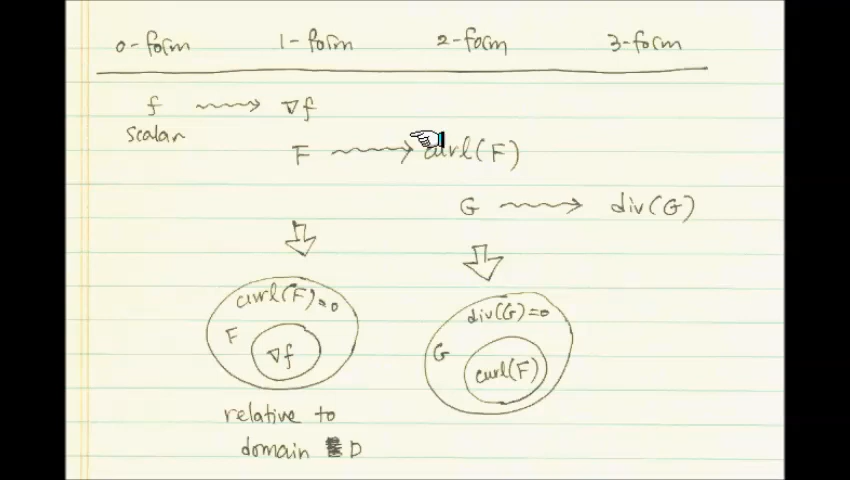 0-form 1-form 2-form 3-form
f ⟿ ∇f
scalar
F ⟿ curl(F)
G ⟿ div(G)
curl(F)=0
F
∇f
div(G)=0
G
curl(F)
relative to
domain D